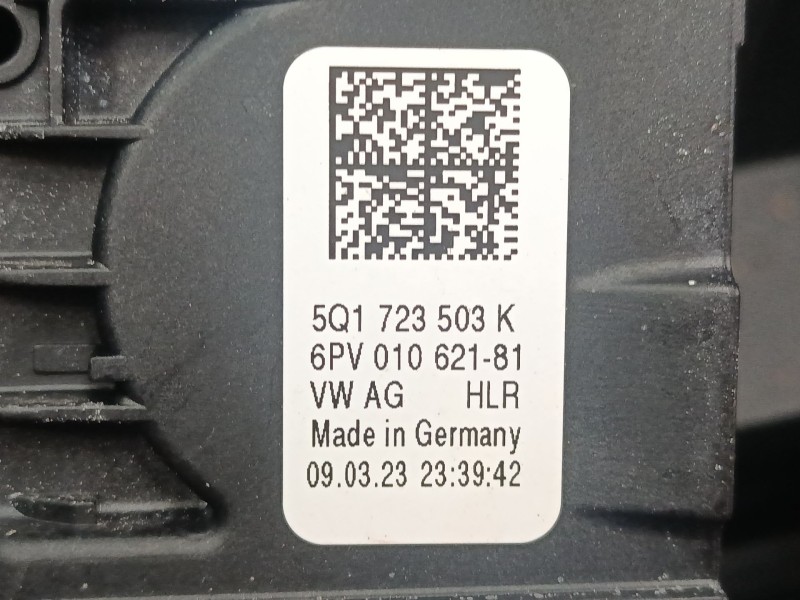 5Q1 723 503 K
6PV 010 621-81
VW AG HLR
Made in Germany
09.03.23 23:39:42